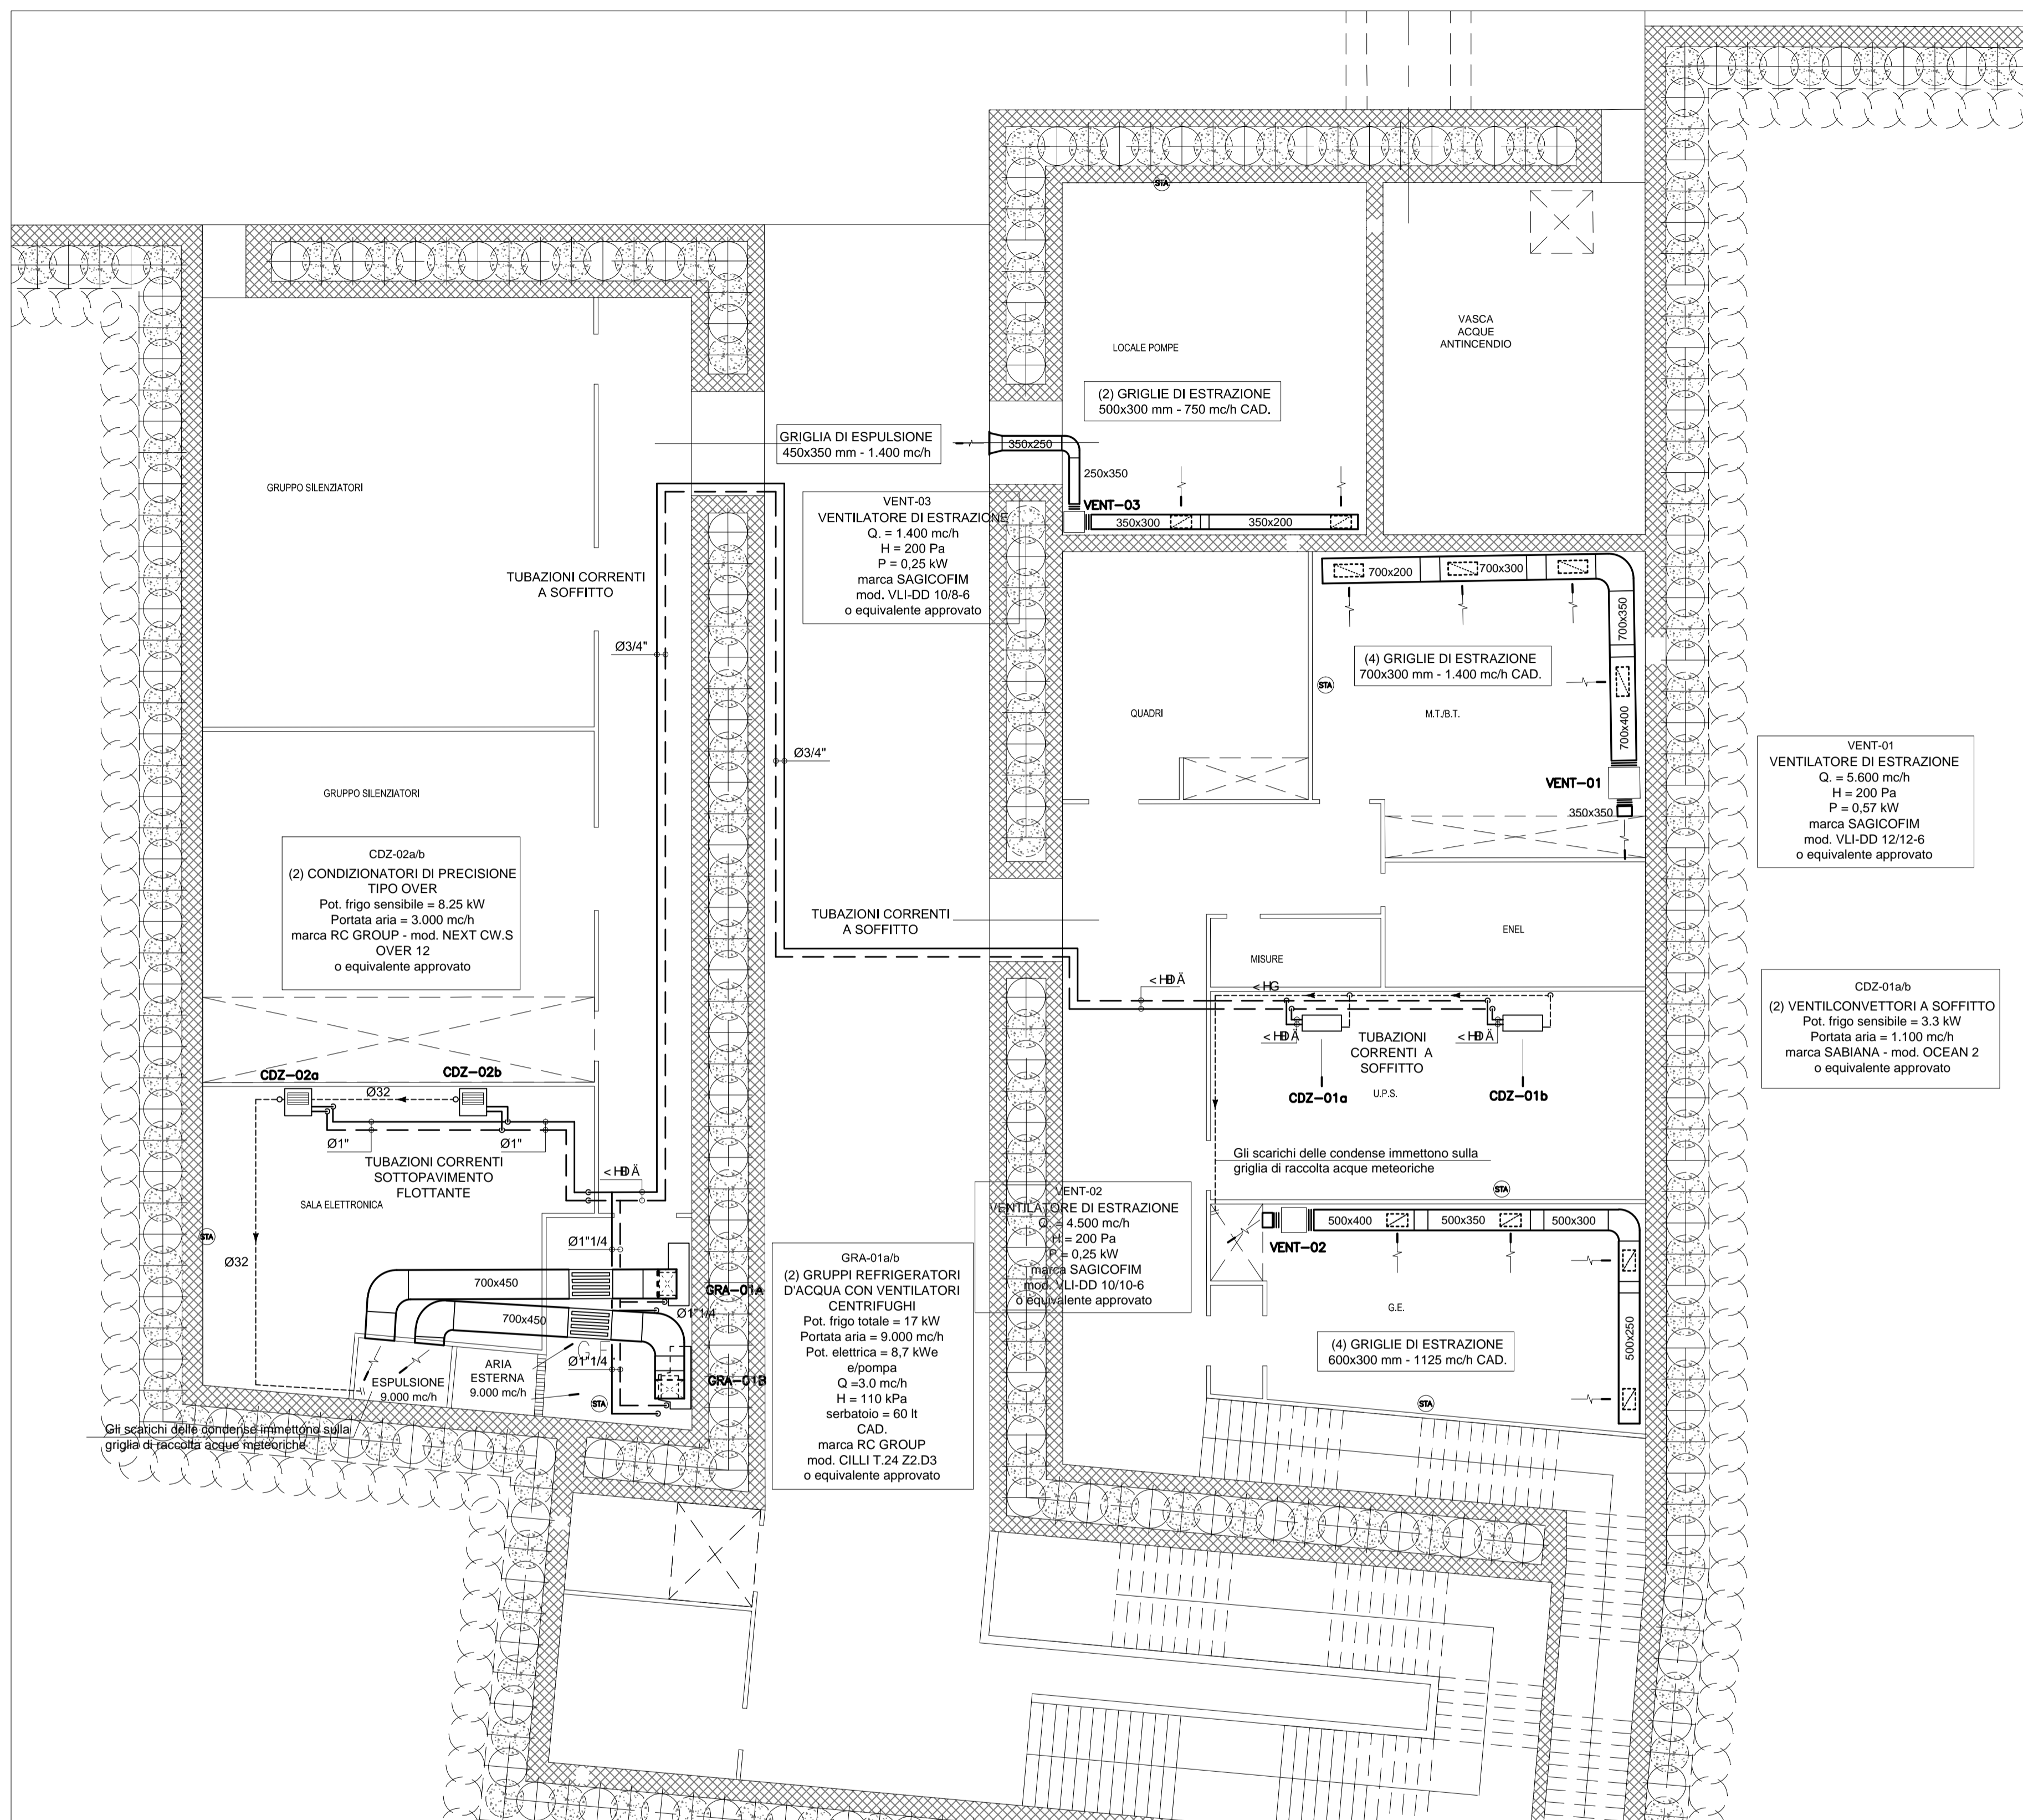 STA
VASCA
ACQUE
ANTINCENDIO
LOCALE POMPE
(2) GRIGLIE DI ESTRAZIONE
500x300 mm - 750 mc/h CAD.
GRIGLIA DI ESPULSIONE
450x350 mm - 1.400 mc/h
350x250
250x350
VENT-03
350x300
350x200
GRUPPO SILENZIATORI
VENT-03
VENTILATORE DI ESTRAZIONE
Q. = 1.400 mc/h
H = 200 Pa
P = 0,25 kW
marca SAGICOFIM
mod. VLI-DD 10/8-6
o equivalente approvato
TUBAZIONI CORRENTI
A SOFFITTO
Ø3/4"
Ø3/4"
700x200
700x300
700x350
700x400
(4) GRIGLIE DI ESTRAZIONE
700x300 mm - 1.400 mc/h CAD.
STA
QUADRI
M.T./B.T.
VENT-01
350x350
VENT-01
VENTILATORE DI ESTRAZIONE
Q. = 5.600 mc/h
H = 200 Pa
P = 0,57 kW
marca SAGICOFIM
mod. VLI-DD 12/12-6
o equivalente approvato
GRUPPO SILENZIATORI
CDZ-02a/b
(2) CONDIZIONATORI DI PRECISIONE
TIPO OVER
Pot. frigo sensibile = 8.25 kW
Portata aria = 3.000 mc/h
marca RC GROUP - mod. NEXT CW.S
OVER 12
o equivalente approvato
TUBAZIONI CORRENTI
A SOFFITTO
ENEL
MISURE
CDZ-01a/b
(2) VENTILCONVETTORI A SOFFITTO
Pot. frigo sensibile = 3.3 kW
Portata aria = 1.100 mc/h
marca SABIANA - mod. OCEAN 2
o equivalente approvato
TUBAZIONI
CORRENTI A
SOFFITTO
CDZ-01a
U.P.S.
CDZ-01b
CDZ-02a
CDZ-02b
Ø32
Ø1"
Ø1"
TUBAZIONI CORRENTI
SOTTOPAVIMENTO
FLOTTANTE
SALA ELETTRONICA
Gli scarichi delle condense immettono sulla
griglia di raccolta acque meteoriche
STA
VENT-02
VENTILATORE DI ESTRAZIONE
Q. = 4.500 mc/h
H = 200 Pa
P = 0,25 kW
marca SAGICOFIM
mod. VLI-DD 10/10-6
o equivalente approvato
500x400
500x350
500x300
VENT-02
500x250
G.E.
(4) GRIGLIE DI ESTRAZIONE
600x300 mm - 1125 mc/h CAD.
STA
STA
Ø32
Ø1"1/4
700x450
GRA-01A
Ø1"1/4
700x450
Ø1"1/4
GRA-01B
ARIA
ESTERNA
9.000 mc/h
ESPULSIONE
9.000 mc/h
STA
Gli scarichi delle condense immettono sulla
griglia di raccolta acque meteoriche
GRA-01a/b
(2) GRUPPI REFRIGERATORI
D'ACQUA CON VENTILATORI
CENTRIFUGHI
Pot. frigo totale = 17 kW
Portata aria = 9.000 mc/h
Pot. elettrica = 8,7 kWe
e/pompa
Q =3.0 mc/h
H = 110 kPa
serbatoio = 60 lt
CAD.
marca RC GROUP
mod. CILLI T.24 Z2.D3
o equivalente approvato